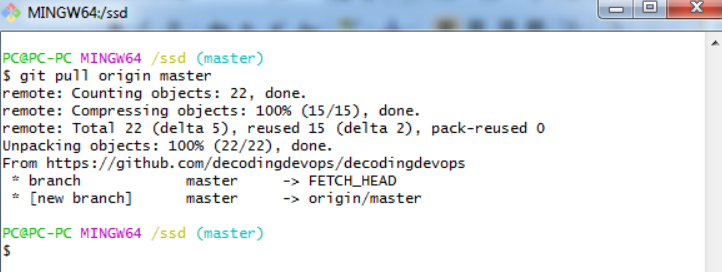 MINGW64:/ssd
PC@PC-PC MINGW64 /ssd (master)
$ git pull origin master
remote: Counting objects: 22, done.
remote: Compressing objects: 100% (15/15), done.
remote: Total 22 (delta 5), reused 15 (delta 2), pack-reused 0
Unpacking objects: 100% (22/22), done.
From https://github.com/decodingdevops/decodingdevops
 * branch            master     -> FETCH_HEAD
 * [new branch]      master     -> origin/master
PC@PC-PC MINGW64 /ssd (master)
$